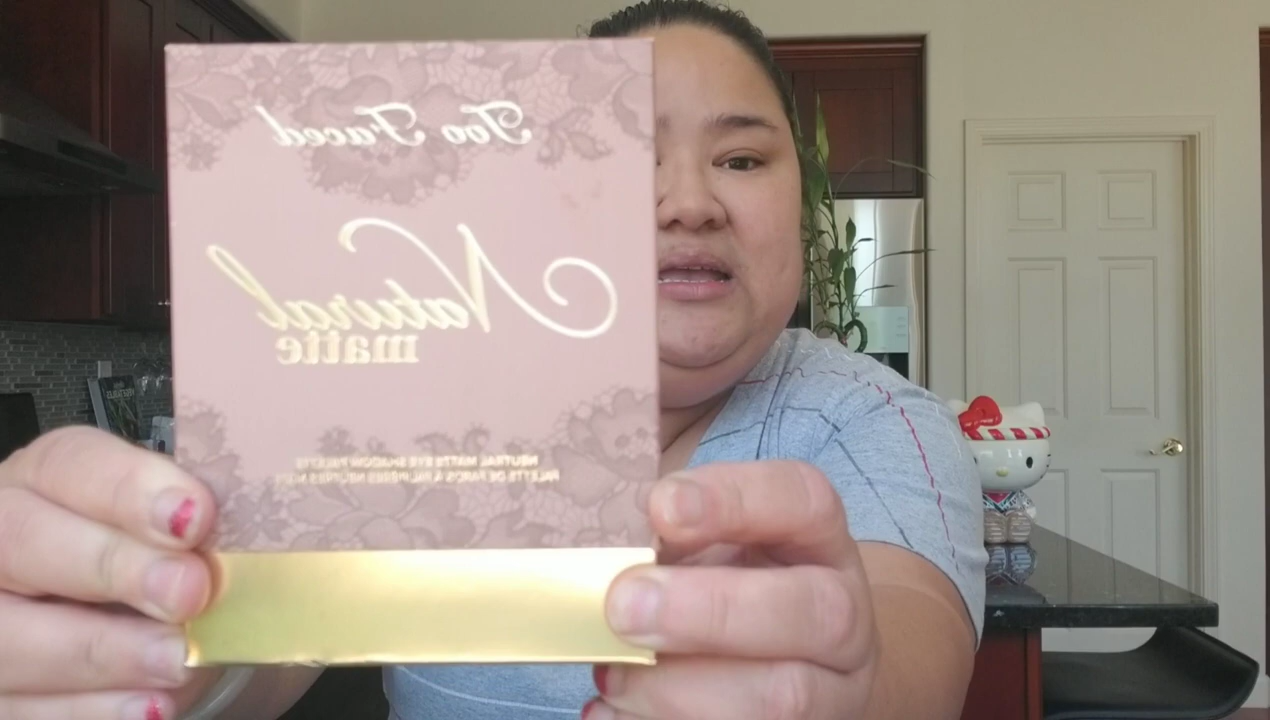 Too Faced
Natural
matte
NEUTRAL MATTE EYE SHADOW PALETTE
PALETTE DE FARDS À PAUPIÈRES NEUTRES MATS